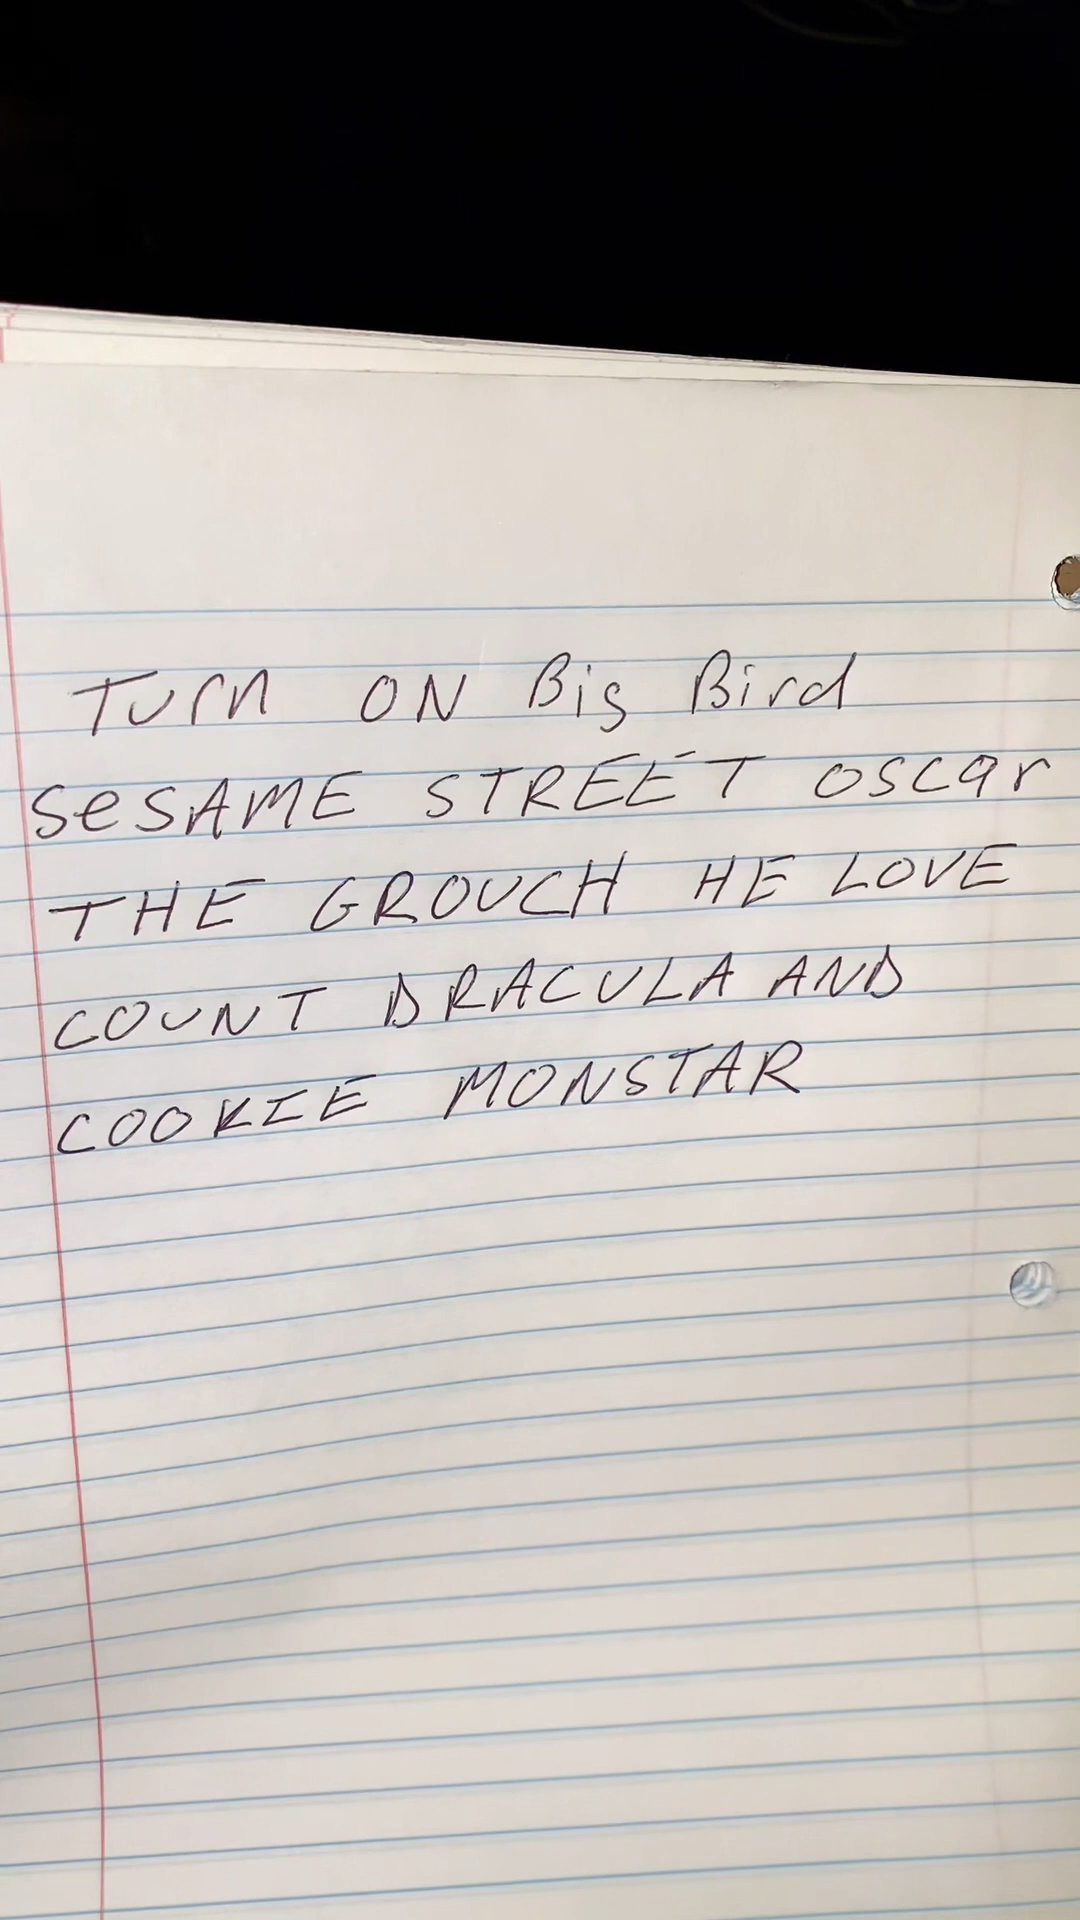 Turn ON Big Bird
SeSAME STREET oscar
THE GROUCH HE LOVE
COUNT DRACULA AND
COOKIE MONSTAR